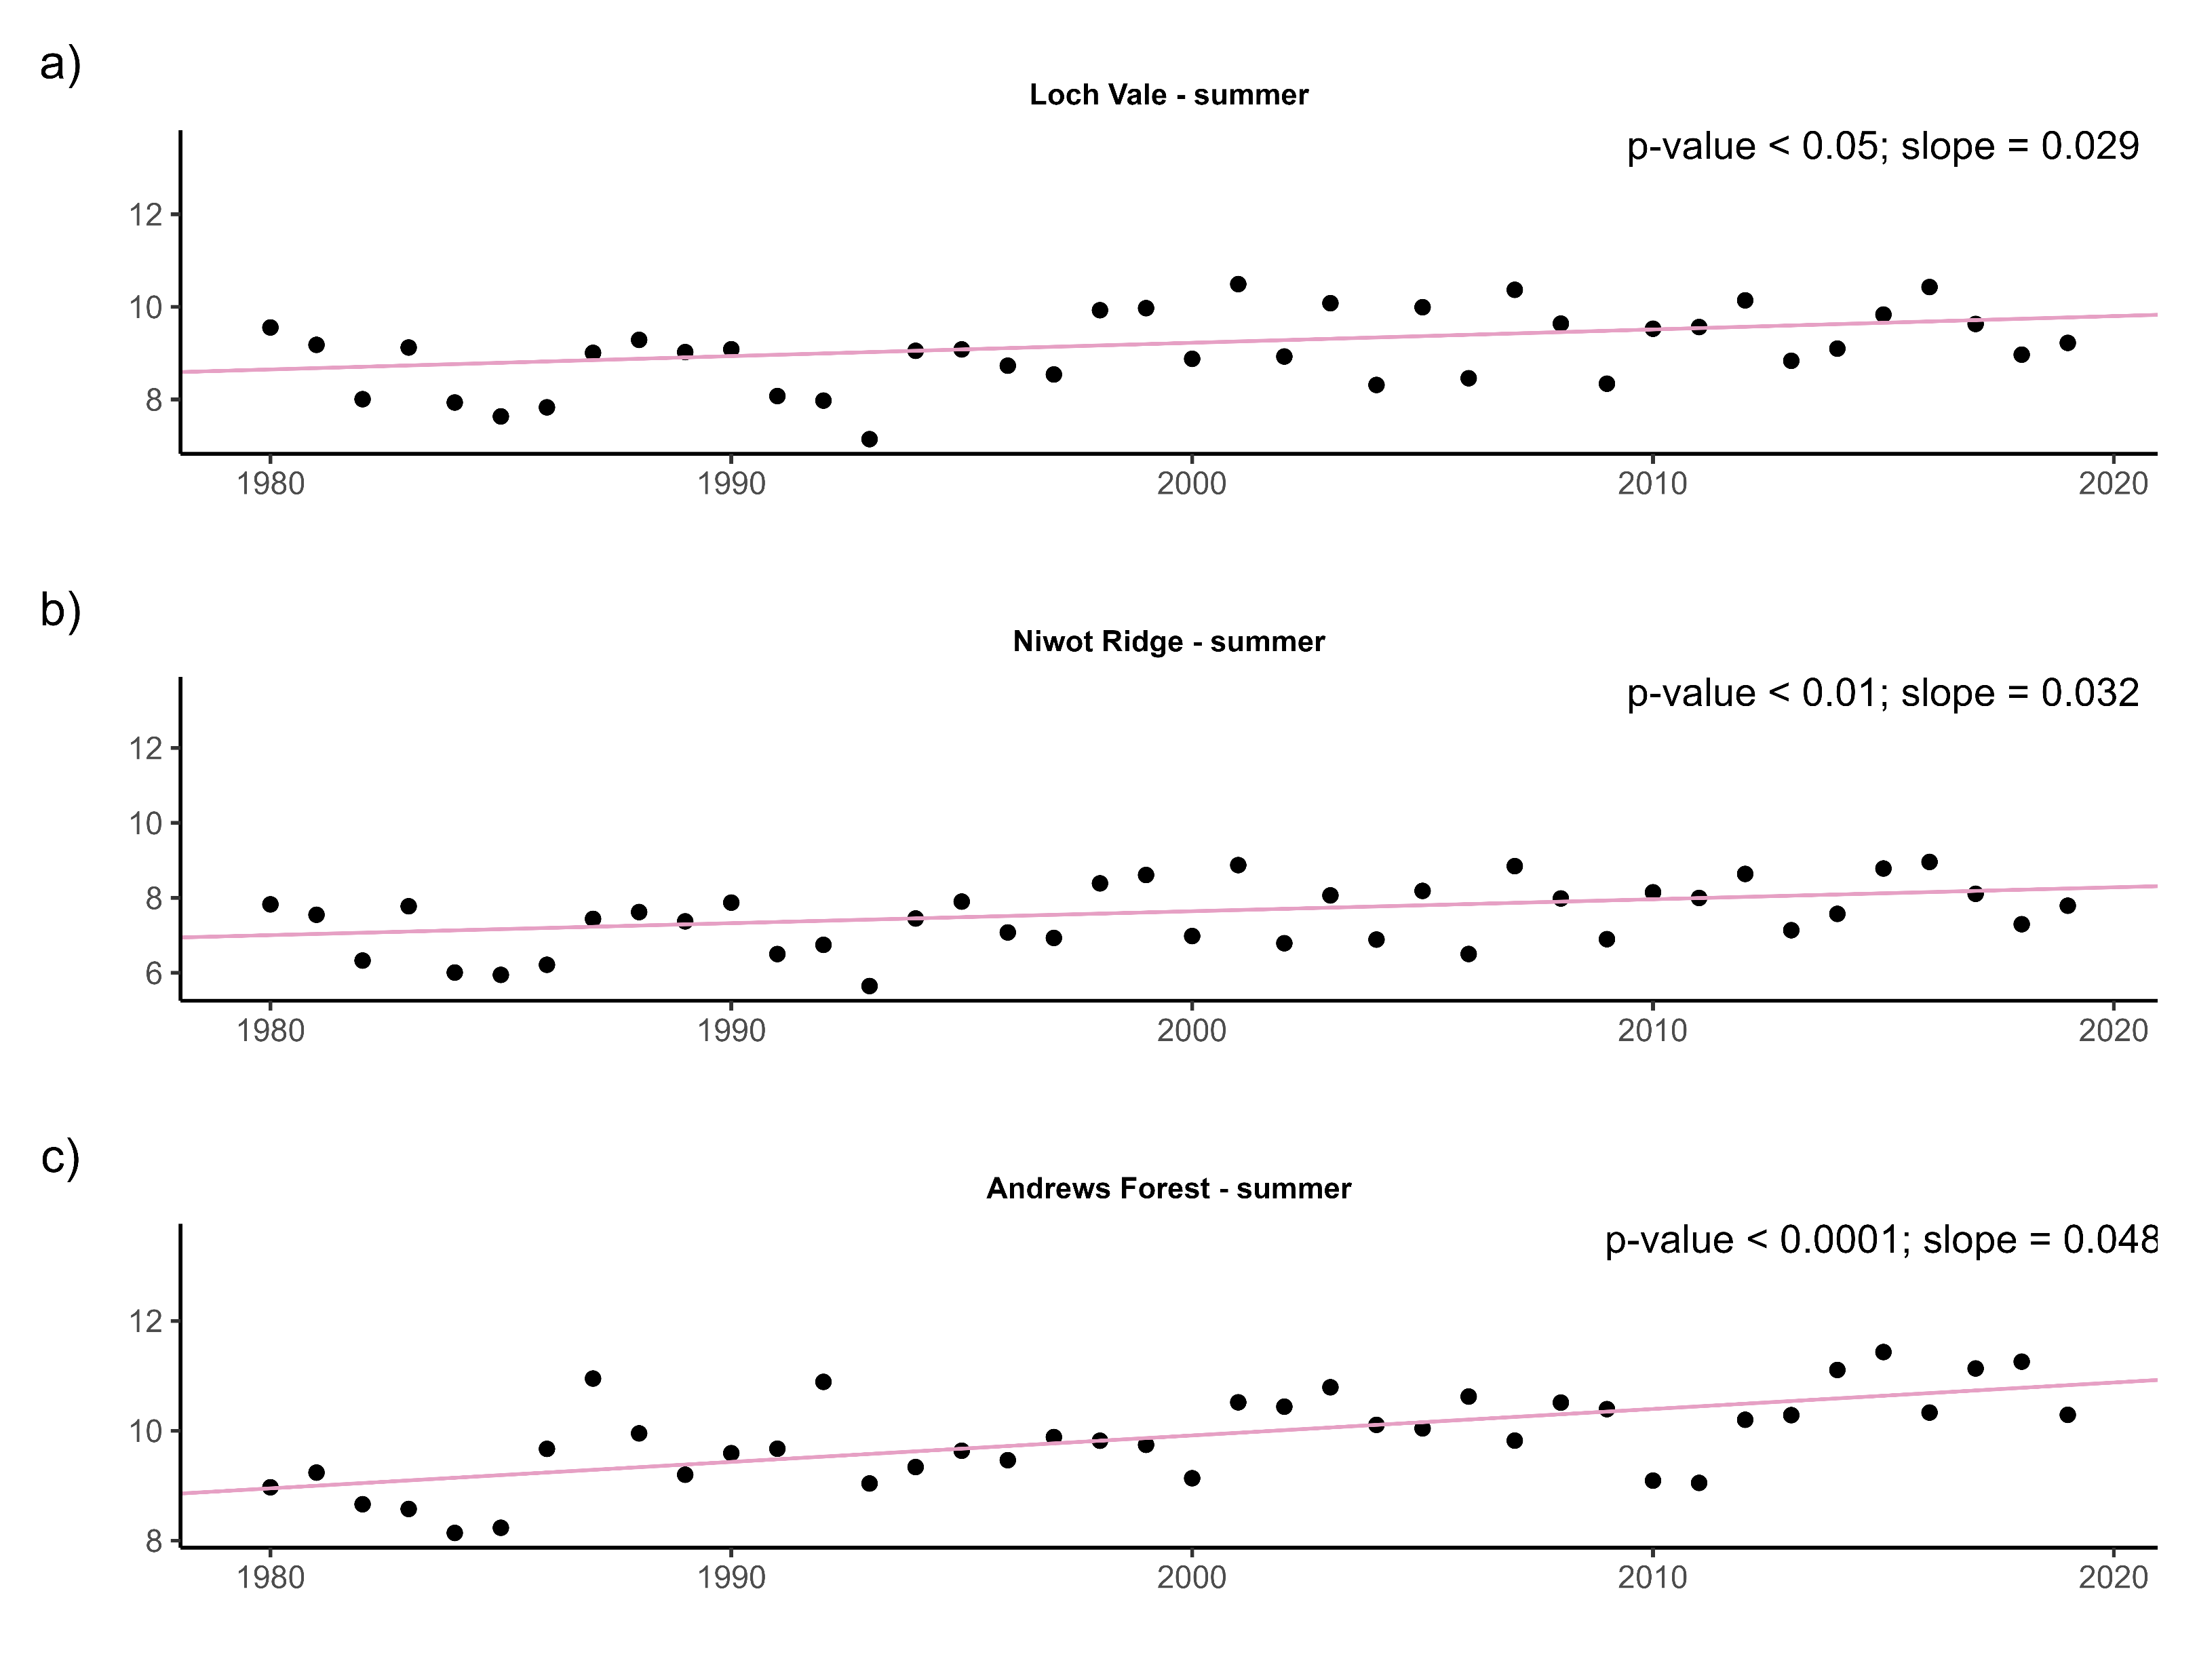 a)
Loch Vale - summer
p-value < 0.05; slope = 0.029
12
10
8
1980 1990 2000 2010 2020
b)
Niwot Ridge - summer
p-value < 0.01; slope = 0.032
12
10
8
6
1980 1990 2000 2010 2020
c)
Andrews Forest - summer
p-value < 0.0001; slope = 0.048
12
10
8
1980 1990 2000 2010 2020